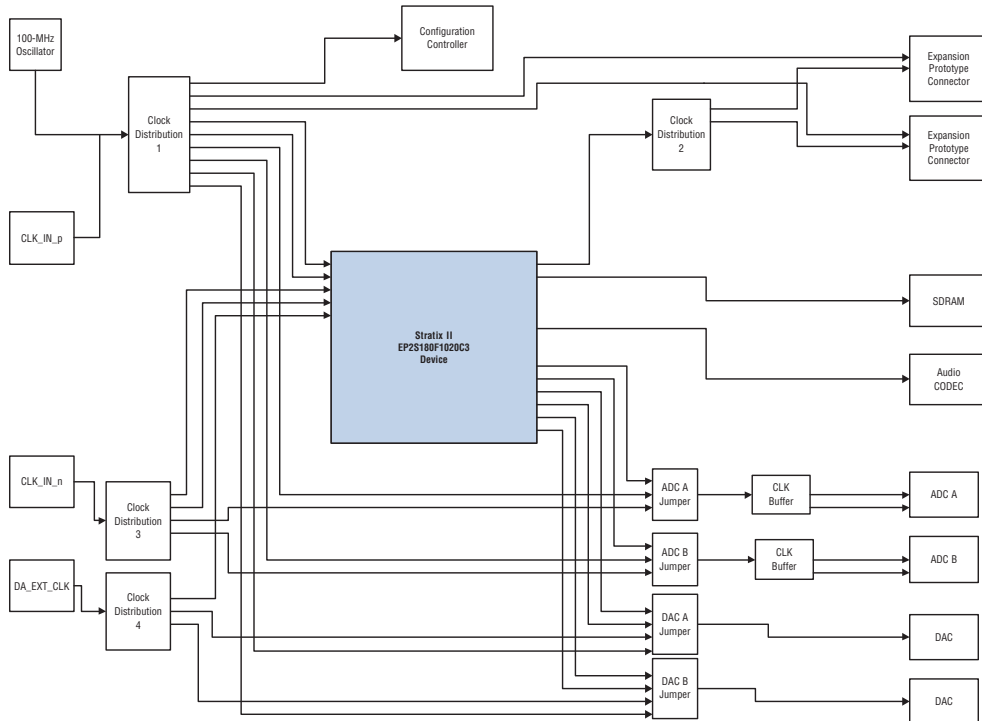 100-MHz
Oscillator
Configuration
Controller
Expansion
Prototype
Connector
Clock
Distribution
1
Clock
Distribution
2
Expansion
Prototype
Connector
CLK_IN_p
Stratix II
EP2S180F1020C3
Device
SDRAM
Audio
CODEC
CLK_IN_n
Clock
Distribution
3
ADC A
Jumper
CLK
Buffer
ADC A
ADC B
Jumper
CLK
Buffer
ADC B
DA_EXT_CLK
Clock
Distribution
4
DAC A
Jumper
DAC
DAC B
Jumper
DAC